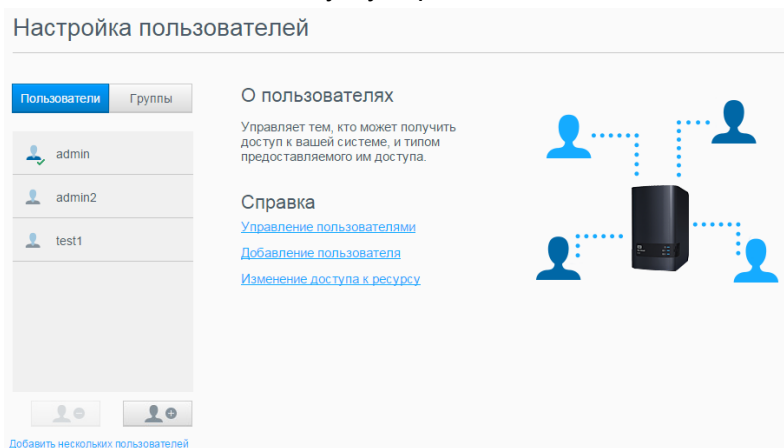 Настройка пользователей
Пользователи
Группы
admin
admin2
test1
Добавить нескольких пользователей
О пользователях
Управляет тем, кто может получить
доступ к вашей системе, и типом
предоставляемого им доступа.
Справка
Управление пользователями
Добавление пользователя
Изменение доступа к ресурсу